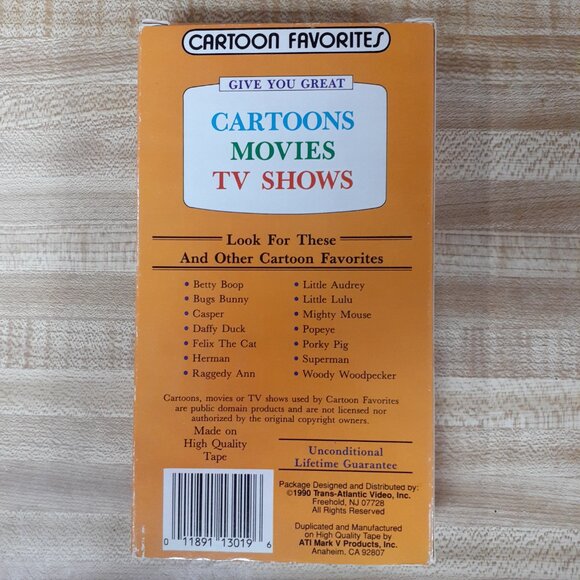 CARTOON FAVORITES
GIVE YOU GREAT
CARTOONS
MOVIES
TV SHOWS
Look For These
And Other Cartoon Favorites
• Betty Boop
• Bugs Bunny
• Casper
• Daffy Duck
• Felix The Cat
• Herman
• Raggedy Ann
• Little Audrey
• Little Lulu
• Mighty Mouse
• Popeye
• Porky Pig
• Superman
• Woody Woodpecker
Cartoons, movies or TV shows used by Cartoon Favorites
are public domain products and are not licensed nor
authorized by the original copyright owners.
Made on
High Quality
Tape
Unconditional
Lifetime Guarantee
0 11891 13019 6
Package Designed and Distributed by:
©1990 Trans-Atlantic Video, Inc.
Freehold, NJ 07728
All Rights Reserved
Duplicated and Manufactured
on High Quality Tape by
ATI Mark V Products, Inc.
Anaheim. CA 92807